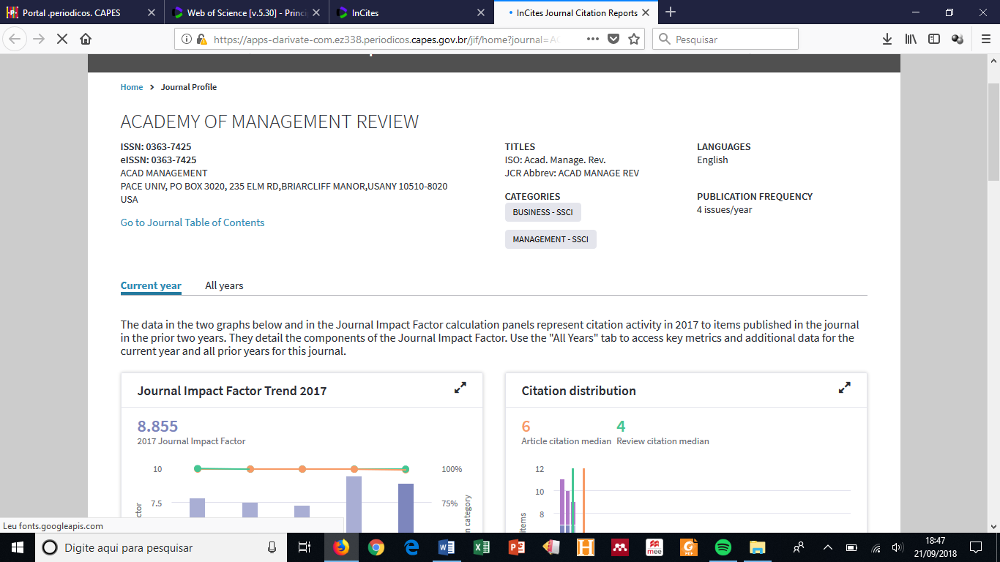 Portal .periodicos. CAPES
Web of Science [v.5.30] - Princi
InCites
InCites Journal Citation Reports
https://apps-clarivate-com.ez338.periodicos.capes.gov.br/jif/home?journal=AC
Pesquisar
Home > Journal Profile
ACADEMY OF MANAGEMENT REVIEW
ISSN: 0363-7425
eISSN: 0363-7425
ACAD MANAGEMENT
PACE UNIV, PO BOX 3020, 235 ELM RD,BRIARCLIFF MANOR,USANY 10510-8020
USA
Go to Journal Table of Contents
TITLES
ISO: Acad. Manage. Rev.
JCR Abbrev: ACAD MANAGE REV
CATEGORIES
BUSINESS - SSCI
MANAGEMENT - SSCI
LANGUAGES
English
PUBLICATION FREQUENCY
4 issues/year
Current year
All years
The data in the two graphs below and in the Journal Impact Factor calculation panels represent citation activity in 2017 to items published in the journal
in the prior two years. They detail the components of the Journal Impact Factor. Use the "All Years" tab to access key metrics and additional data for the
current year and all prior years for this journal.
Journal Impact Factor Trend 2017
8.855
2017 Journal Impact Factor
10
100%
7.5
75%
ctor
n category
Citation distribution
6
4
Article citation median
Review citation median
12
10
8
items
Leu fonts.googleapis.com
Digite aqui para pesquisar
mee
PDF
18:47
21/09/2018